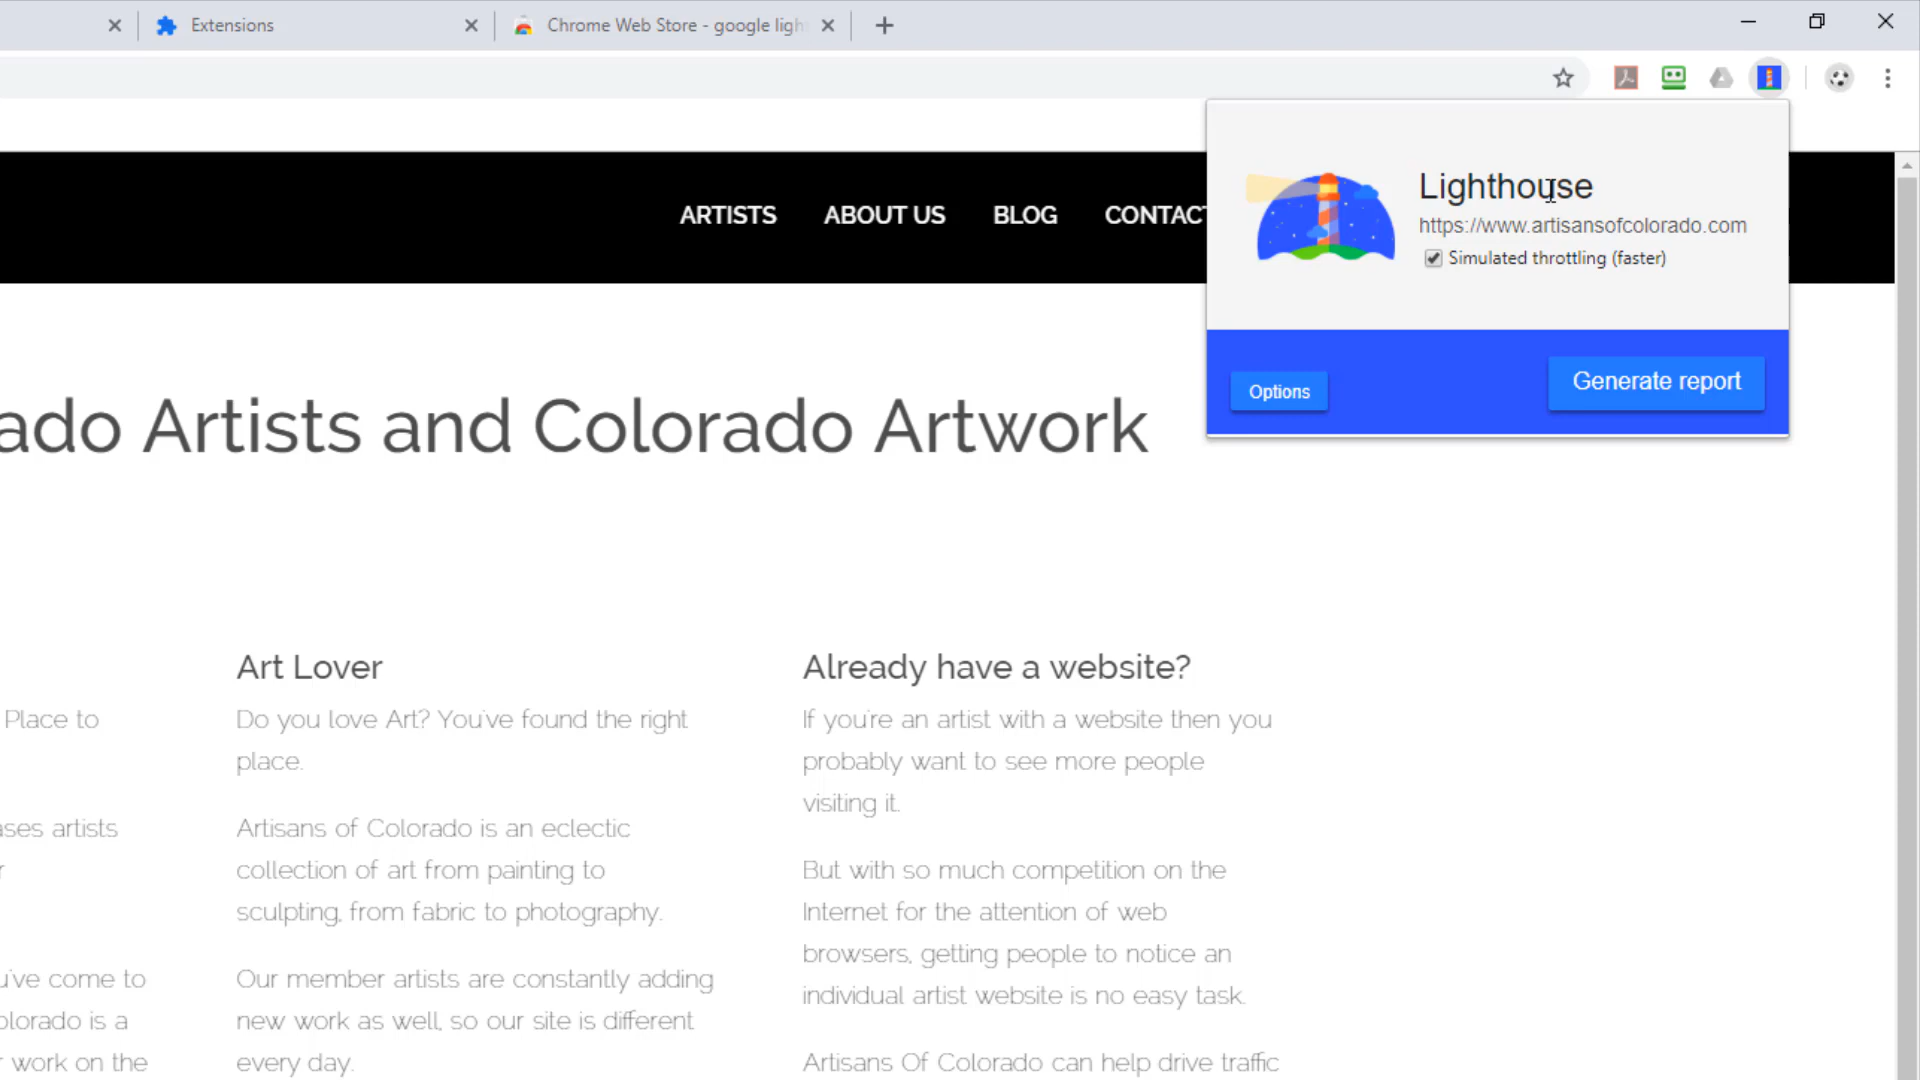 Extensions
Chrome Web Store - google ligh
ARTISTS
ABOUT US
BLOG
CONTACT
Lighthouse
https://www.artisansofcolorado.com
Simulated throttling (faster)
Options
Generate report
ado Artists and Colorado Artwork
Place to
ases artists
r
u've come to
olorado is a
r work on the
Art Lover
Do you love Art? You've found the right
place.
Artisans of Colorado is an eclectic
collection of art from painting to
sculpting, from fabric to photography.
Our member artists are constantly adding
new work as well, so our site is different
every day.
Already have a website?
If you're an artist with a website then you
probably want to see more people
visiting it.
But with so much competition on the
Internet for the attention of web
browsers, getting people to notice an
individual artist website is no easy task.
Artisans Of Colorado can help drive traffic